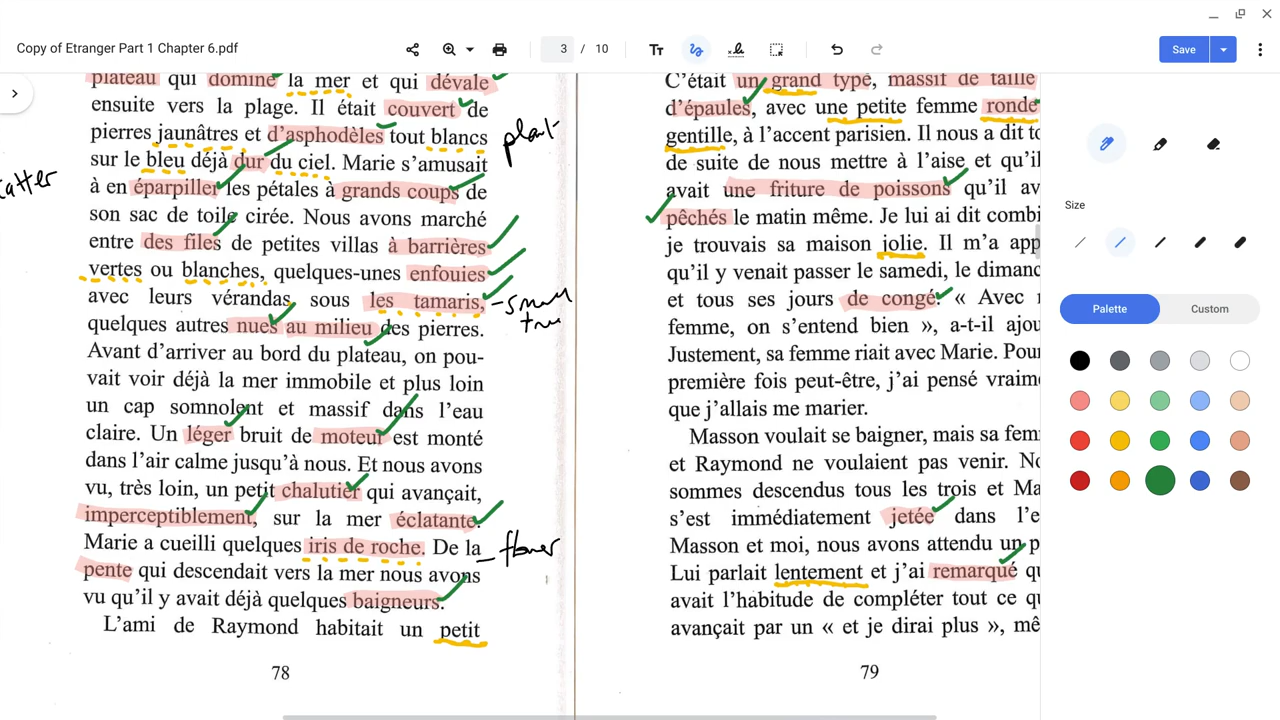 Copy of Etranger Part 1 Chapter 6.pdf
3 / 10
Save
plateau qui domine la mer et qui dévale
ensuite vers la plage. Il était couvert de
pierres jaunâtres et d'asphodèles tout blancs
plant
sur le bleu déjà dur du ciel. Marie s'amusait
à en éparpiller les pétales à grands coups de
son sac de toile cirée. Nous avons marché
entre des files de petites villas à barrières
vertes ou blanches, quelques-unes enfouies
avec leurs vérandas sous les tamaris,
- small
quelques autres nues au milieu des pierres.
Avant d'arriver au bord du plateau, on pou-
vait voir déjà la mer immobile et plus loin
un cap somnolent et massif dans l'eau
claire. Un léger bruit de moteur est monté
dans l'air calme jusqu'à nous. Et nous avons
vu, très loin, un petit chalutier qui avançait,
imperceptiblement, sur la mer éclatante.
Marie a cueilli quelques iris de roche. De la
- flower
pente qui descendait vers la mer nous avons
vu qu'il y avait déjà quelques baigneurs.
L'ami de Raymond habitait un petit
78
C'était un grand type, massif de taille
d'épaules, avec une petite femme ronde
gentille, à l'accent parisien. Il nous a dit to
de suite de nous mettre à l'aise et qu'il
avait une friture de poissons qu'il av
pêchés le matin même. Je lui ai dit combi
je trouvais sa maison jolie. Il m'a app
qu'il y venait passer le samedi, le dimanc
et tous ses jours de congé. « Avec m
femme, on s'entend bien », a-t-il ajou
Justement, sa femme riait avec Marie. Pour
première fois peut-être, j'ai pensé vraime
que j'allais me marier.
Masson voulait se baigner, mais sa fem
et Raymond ne voulaient pas venir. No
sommes descendus tous les trois et Ma
s'est immédiatement jetée dans l'e
Masson et moi, nous avons attendu un p
Lui parlait lentement et j'ai remarqué qu
avait l'habitude de compléter tout ce qu
avançait par un « et je dirai plus », mê
79
Size
Palette
Custom